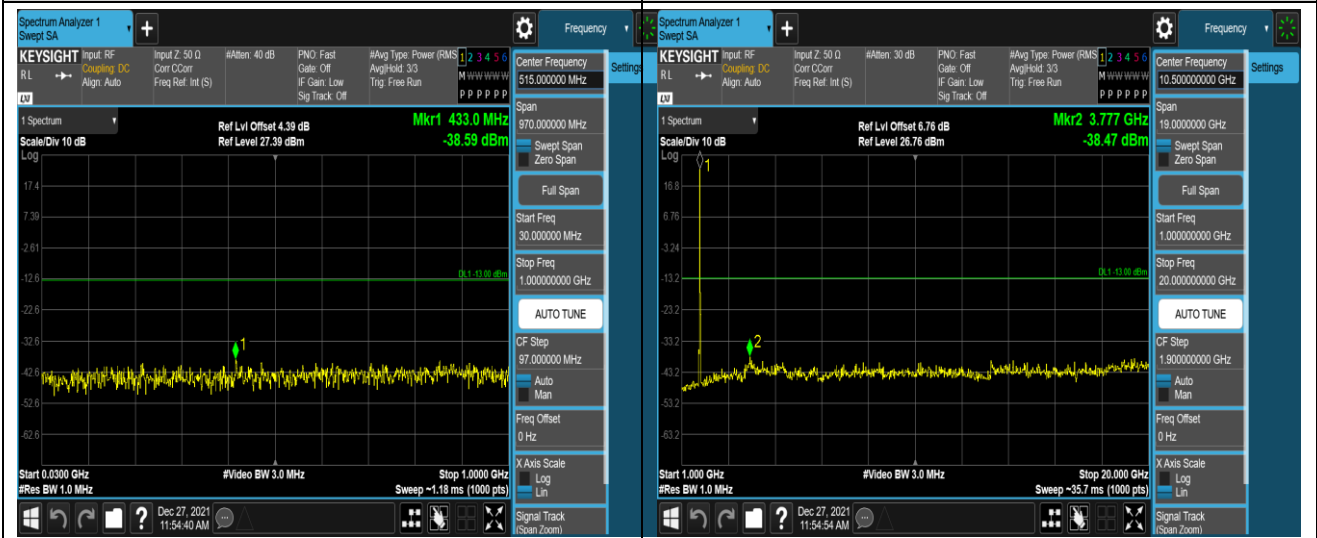 Spectrum Analyzer 1
Swept SA
Frequency
KEYSIGHT
RL
LXI
Input: RF
Coupling: DC
Align: Auto
Input Z: 50 Ω
Corr CCorr
Freq Ref: Int (S)
#Atten: 40 dB
PNO: Fast
Gate: Off
IF Gain: Low
Sig Track: Off
#Avg Type: Power (RMS
Avg|Hold: 3/3
Trig: Free Run
1 2 3 4 5 6
M W W W W W
P P P P P P
Center Frequency
515.000000 MHz
Settings
1 Spectrum
Scale/Div 10 dB
Ref Lvl Offset 4.39 dB
Ref Level 27.39 dBm
Mkr1 433.0 MHz
-38.59 dBm
Span
970.000000 MHz
Swept Span
Zero Span
Full Span
Start Freq
30.000000 MHz
Stop Freq
1.000000000 GHz
AUTO TUNE
CF Step
97.000000 MHz
Auto
Man
Freq Offset
0 Hz
X Axis Scale
Log
Lin
Signal Track
(Span Zoom)
Log
17.4
7.39
-2.61
-12.6
-22.6
-32.6
-42.6
-52.6
-62.6
DL1 -13.00 dBm
1
Start 0.0300 GHz
#Res BW 1.0 MHz
#Video BW 3.0 MHz
Stop 1.0000 GHz
Sweep ~1.18 ms (1000 pts)
?
Dec 27, 2021
11:54:40 AM
Spectrum Analyzer 1
Swept SA
Frequency
KEYSIGHT
RL
LXI
Input: RF
Coupling: DC
Align: Auto
Input Z: 50 Ω
Corr CCorr
Freq Ref: Int (S)
#Atten: 30 dB
PNO: Fast
Gate: Off
IF Gain: Low
Sig Track: Off
#Avg Type: Power (RMS
Avg|Hold: 3/3
Trig: Free Run
1 2 3 4 5 6
M W W W W W
P P P P P P
Center Frequency
10.500000000 GHz
Settings
1 Spectrum
Scale/Div 10 dB
Ref Lvl Offset 6.76 dB
Ref Level 26.76 dBm
Mkr2 3.777 GHz
-38.47 dBm
Span
19.0000000 GHz
Swept Span
Zero Span
Full Span
Start Freq
1.000000000 GHz
Stop Freq
20.000000000 GHz
AUTO TUNE
CF Step
1.900000000 GHz
Auto
Man
Freq Offset
0 Hz
X Axis Scale
Log
Lin
Signal Track
(Span Zoom)
Log
16.8
6.76
-3.24
-13.2
-23.2
-33.2
-43.2
-53.2
-63.2
DL1 -13.00 dBm
1
2
Start 1.000 GHz
#Res BW 1.0 MHz
#Video BW 3.0 MHz
Stop 20.000 GHz
Sweep ~35.7 ms (1000 pts)
?
Dec 27, 2021
11:54:54 AM